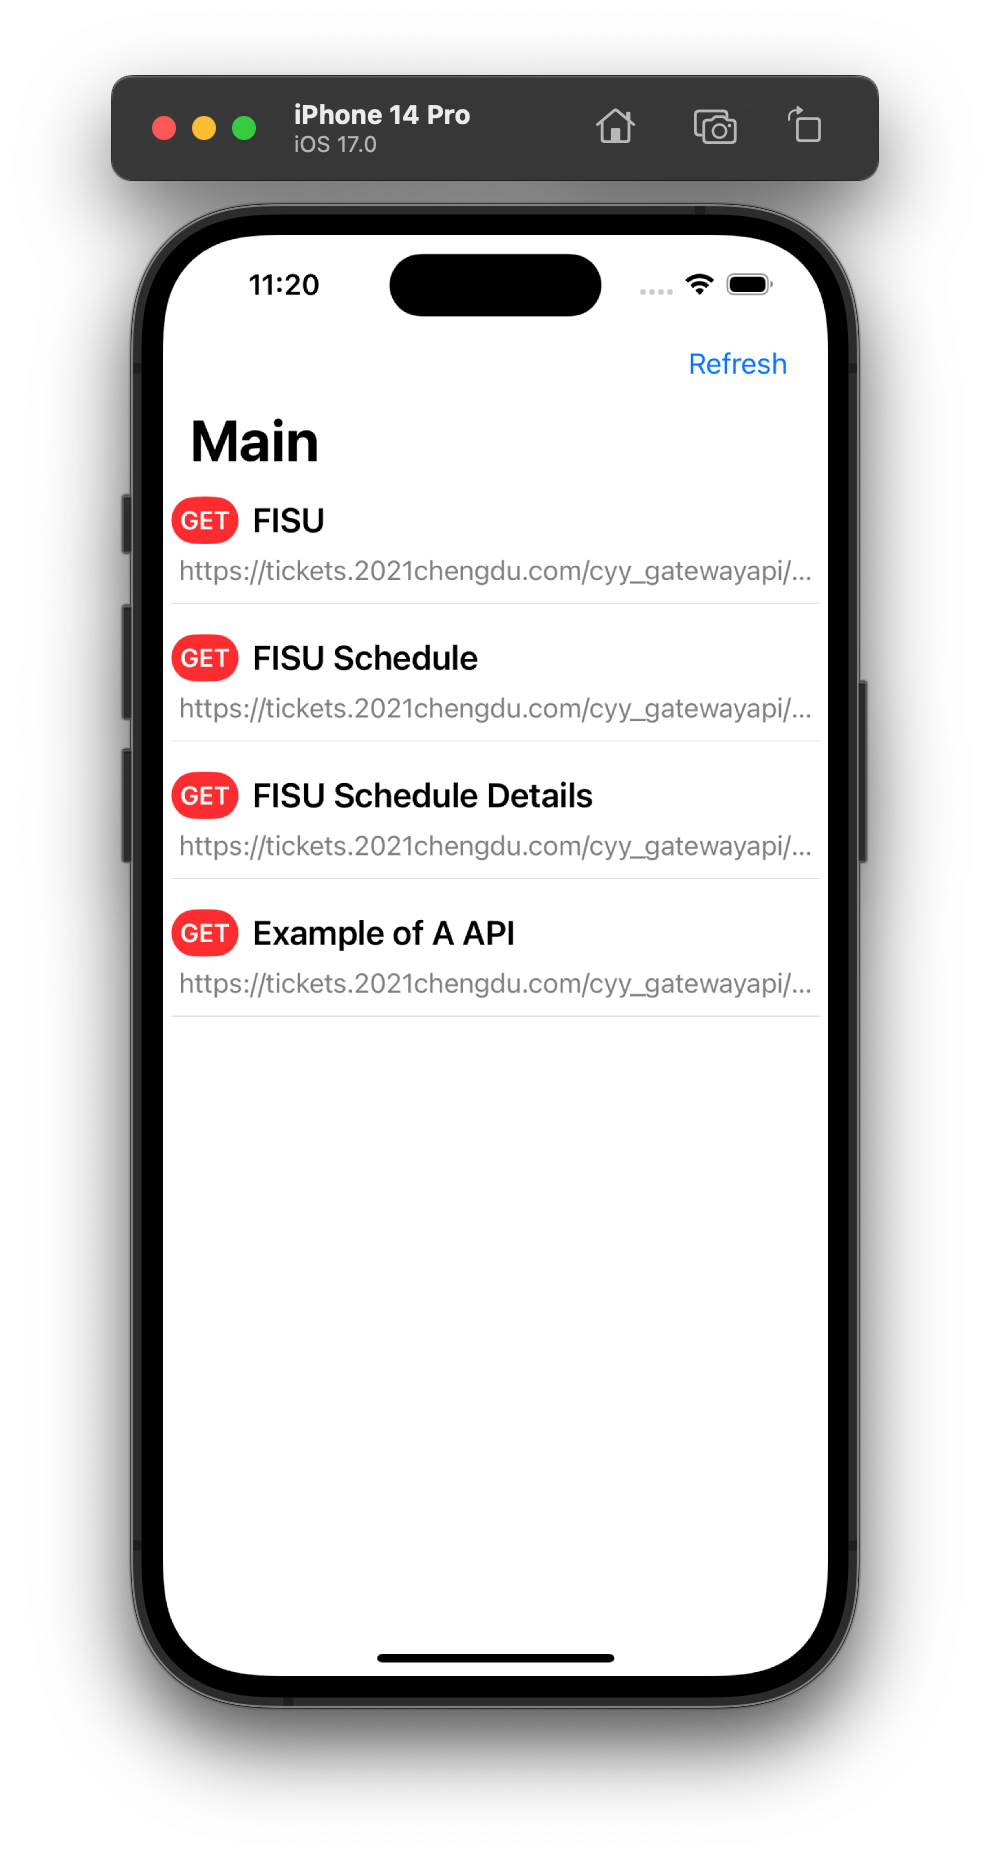 iPhone 14 Pro
iOS 17.0
11:20
Refresh
Main
GET FISU
https://tickets.2021chengdu.com/cyy_gatewayapi/...
GET FISU Schedule
https://tickets.2021chengdu.com/cyy_gatewayapi/...
GET FISU Schedule Details
https://tickets.2021chengdu.com/cyy_gatewayapi/...
GET Example of A API
https://tickets.2021chengdu.com/cyy_gatewayapi/...